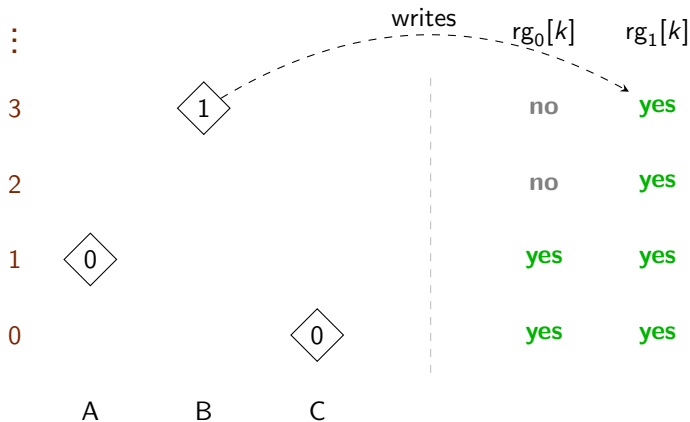 writes
⋮ rg₀[k] rg₁[k]
3 1 no yes
2 no yes
1 0 yes yes
0 0 yes yes
A B C